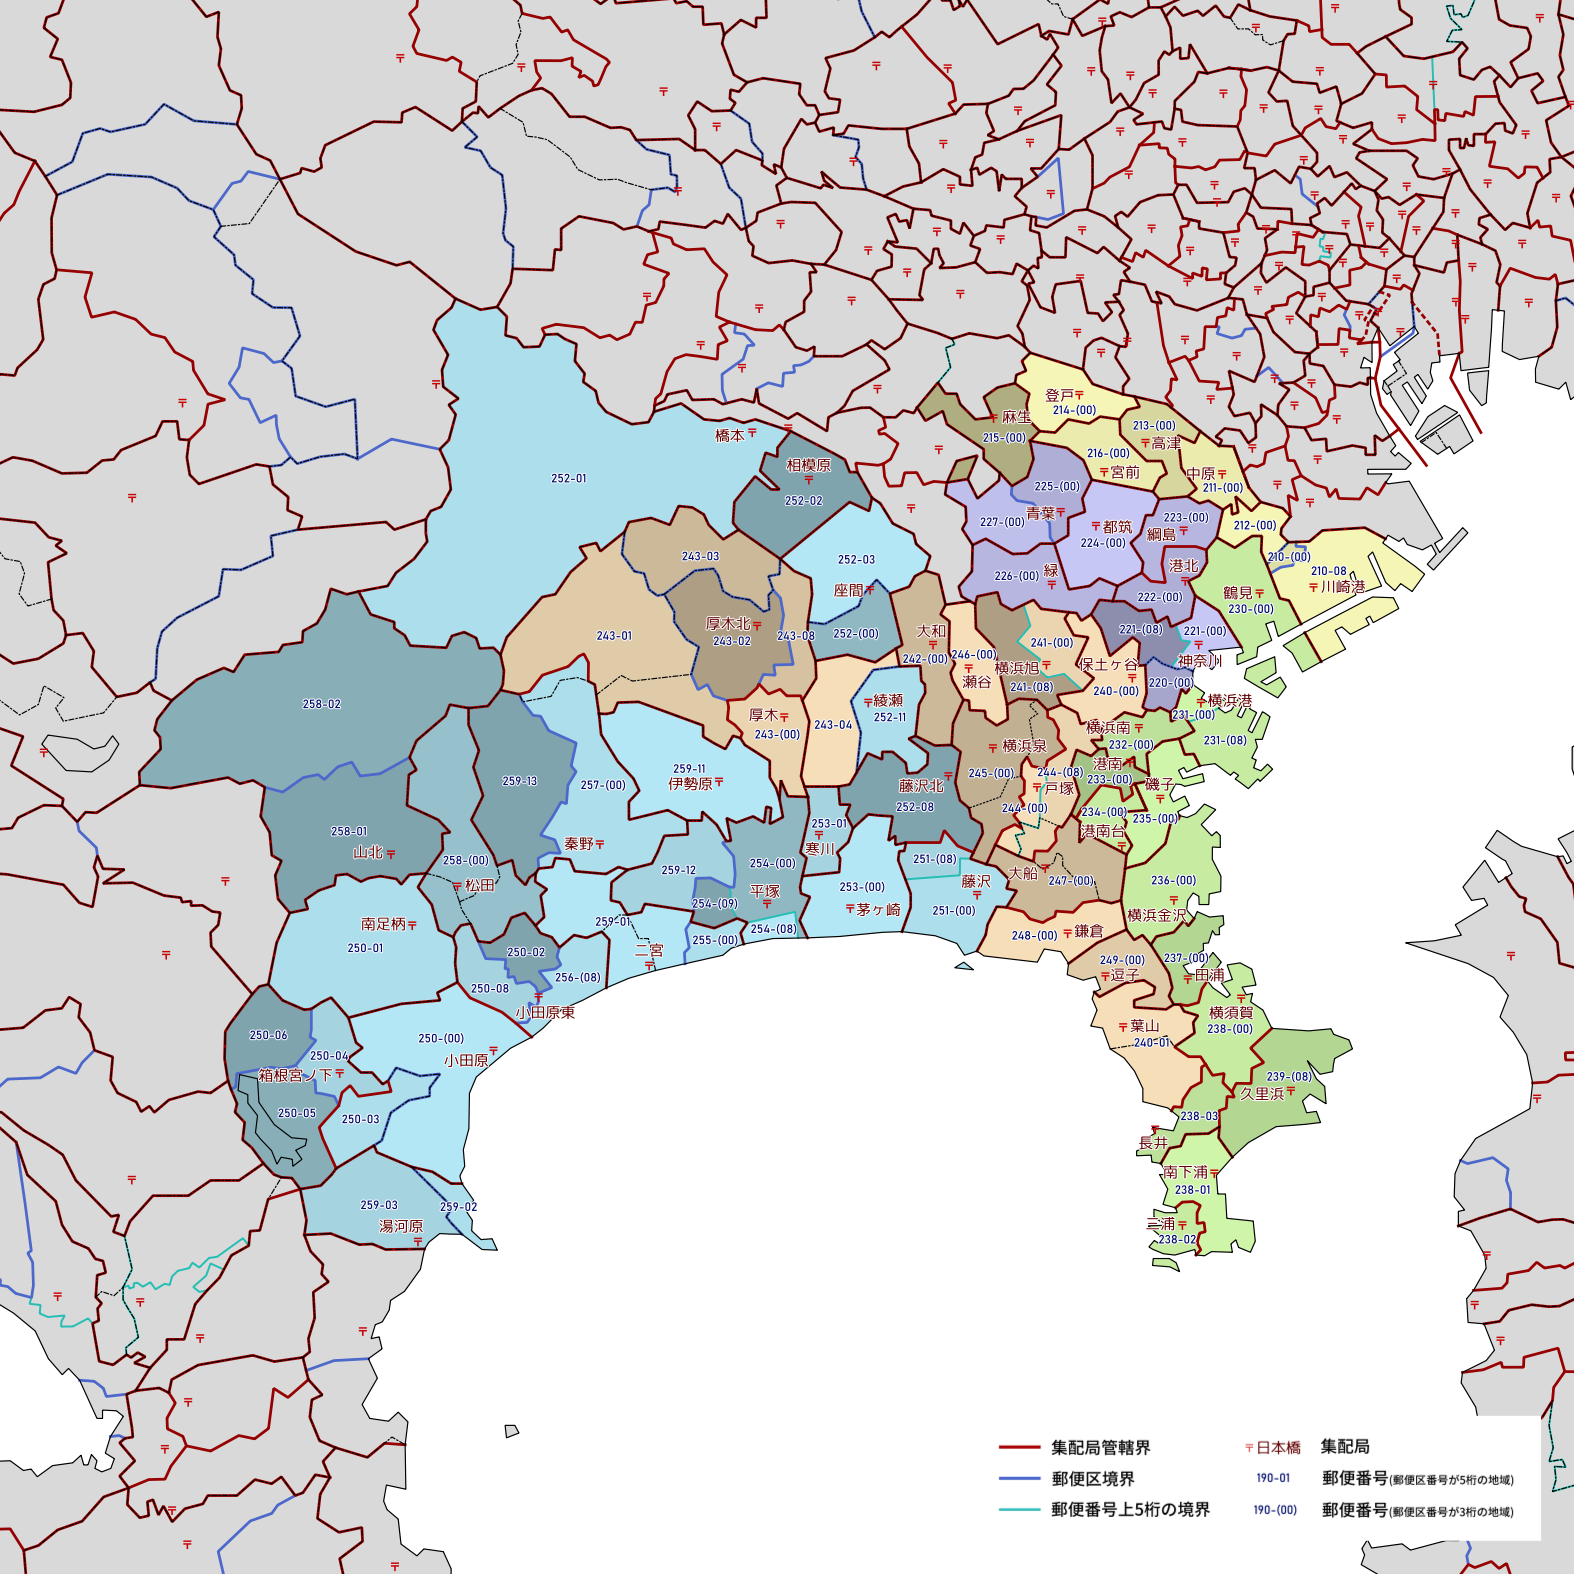 登戸
214-(00)
麻生
215-(00)
213-(00)
高津
216-(00)
宮前
中原
211-(00)
橋本
252-01
相模原
252-02
225-(00)
青葉
227-(00)
都筑
224-(00)
223-(00)
綱島
212-(00)
210-(00)
210-08
川崎港
243-03
252-03
座間
226-(00)
緑
港北
222-(00)
鶴見
230-(00)
243-01
厚木北
243-02
243-08
252-(00)
大和
242-(00)
246-(00)
瀬谷
241-(00)
横浜旭
241-(08)
221-(08)
221-(00)
神奈川
保土ヶ谷
240-(00)
220-(00)
258-02
厚木
243-(00)
243-04
綾瀬
252-11
横浜港
231-(00)
231-(08)
横浜南
232-(00)
横浜泉
245-(00)
259-13
257-(00)
259-11
伊勢原
藤沢北
252-08
244-(08)
戸塚
244-(00)
港南
233-(00)
磯子
235-(00)
234-(00)
港南台
258-01
山北
258-(00)
松田
秦野
259-12
254-(00)
平塚
254-(09)
254-(08)
253-01
寒川
251-(08)
藤沢
251-(00)
253-(00)
茅ヶ崎
大船
247-(00)
236-(00)
横浜金沢
南足柄
250-01
250-02
250-08
256-(08)
小田原東
259-01
二宮
255-(00)
248-(00)
鎌倉
249-(00)
逗子
237-(00)
田浦
横須賀
238-(00)
葉山
240-01
250-06
250-04
箱根宮ノ下
250-05
250-03
250-(00)
小田原
239-(08)
久里浜
238-03
長井
南下浦
238-01
三浦
238-02
259-03
湯河原
259-02
集配局管轄界
〒日本橋
集配局
郵便区境界
190-01
郵便番号(郵便区番号が5桁の地域)
郵便番号上5桁の境界
190-(00)
郵便番号(郵便区番号が3桁の地域)